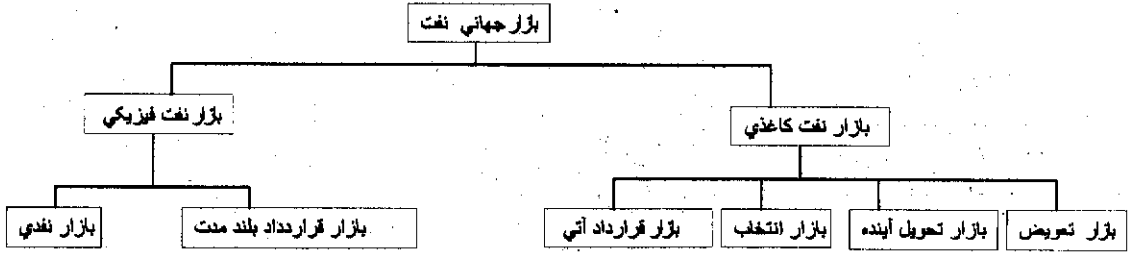 بازار جهاني نفت
بازار نفت كاغذي
بازار نفت فيزيكي
بازار تعويض
بازار تحويل آينده
بازار انتخاب
بازار قرارداد آتي
بازار قراردداد بلند مدت
بازار نقدي